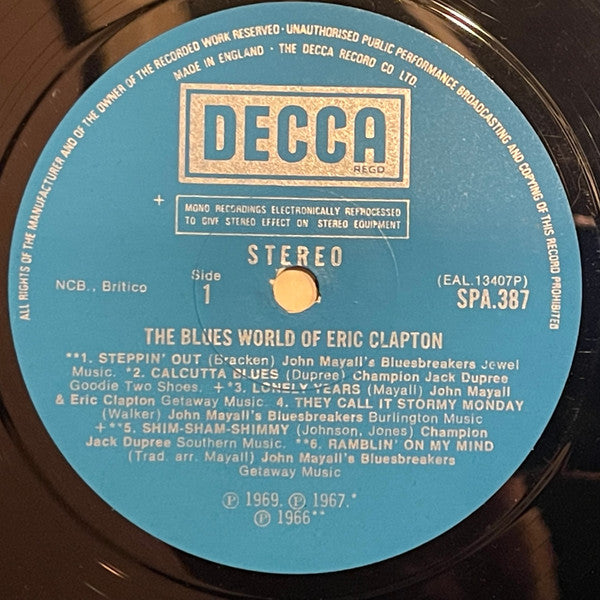 ALL RIGHTS OF THE MANUFACTURER AND OF THE OWNER OF THE RECORDED WORK RESERVED · UNAUTHORISED PUBLIC PERFORMANCE BROADCASTING AND COPYING OF THIS RECORD PROHIBITED
MADE IN ENGLAND · THE DECCA RECORD CO LTD.
DECCA
REGD
+ MONO RECORDINGS ELECTRONICALLY REPROCESSED
TO GIVE STEREO EFFECT ON STEREO EQUIPMENT
STEREO
NCB., Britico
Side
1
(EAL.13407P)
SPA.387
THE BLUES WORLD OF ERIC CLAPTON
**1. STEPPIN' OUT (Bracken) John Mayall's Bluesbreakers Jewel
Music. *2. CALCUTTA BLUES (Dupree) Champion Jack Dupree
Goodie Two Shoes. +*3. LONELY YEARS (Mayall) John Mayall
& Eric Clapton Getaway Music. 4. THEY CALL IT STORMY MONDAY
(Walker) John Mayall's Bluesbreakers Burlington Music
+**5. SHIM-SHAM-SHIMMY (Johnson, Jones) Champion
Jack Dupree Southern Music. **6. RAMBLIN' ON MY MIND
(Trad. arr. Mayall) John Mayall's Bluesbreakers
Getaway Music
℗ 1969. ℗ 1967.*
℗ 1966**